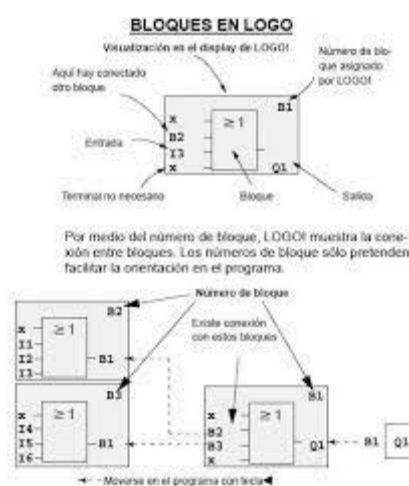 BLOQUES EN LOGO
Visualización en el display de LOGO!
Número de blo-
que asignado
por LOGO!
Aquí hay conectado
otro bloque
B1
x
≥1
B2
Entrada
I3
x
Q1
Terminal no necesario
Bloque
Salida
Por medio del número de bloque, LOGO! muestra la cone-
xión entre bloques. Los números de bloque sólo pretenden
facilitar la orientación en el programa.
Número de bloque
B2
x
≥1
I1
I2
B1
I3
Existe conexión
con estos bloques
B3
x
≥1
I4
I5
B1
I6
B1
x
≥1
B2
B3
Q1
x
B1
Q1
Moverse en el programa con tecla◄